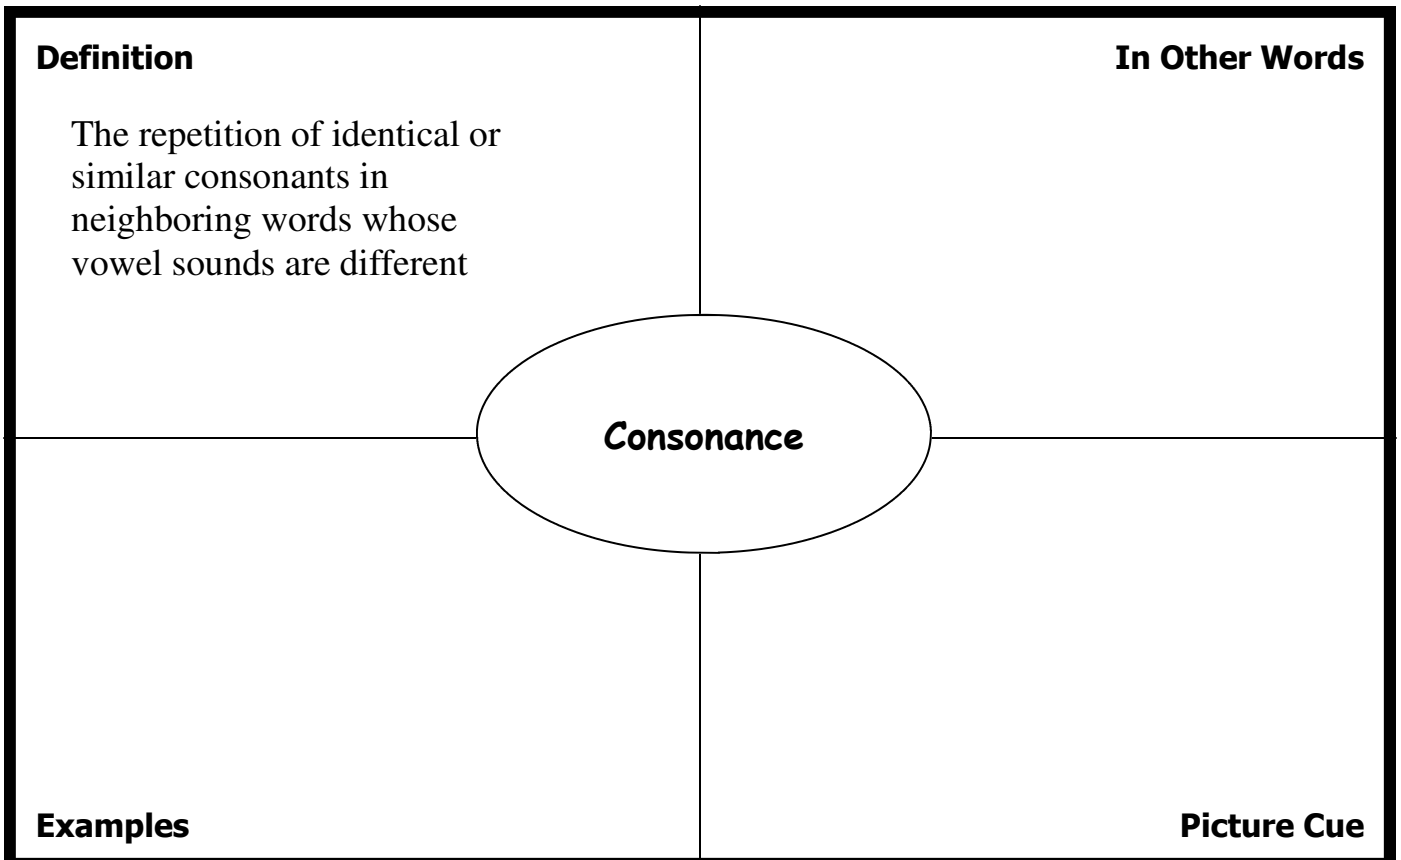 Definition
In Other Words
The repetition of identical or
similar consonants in
neighboring words whose
vowel sounds are different
Consonance
Examples
Picture Cue